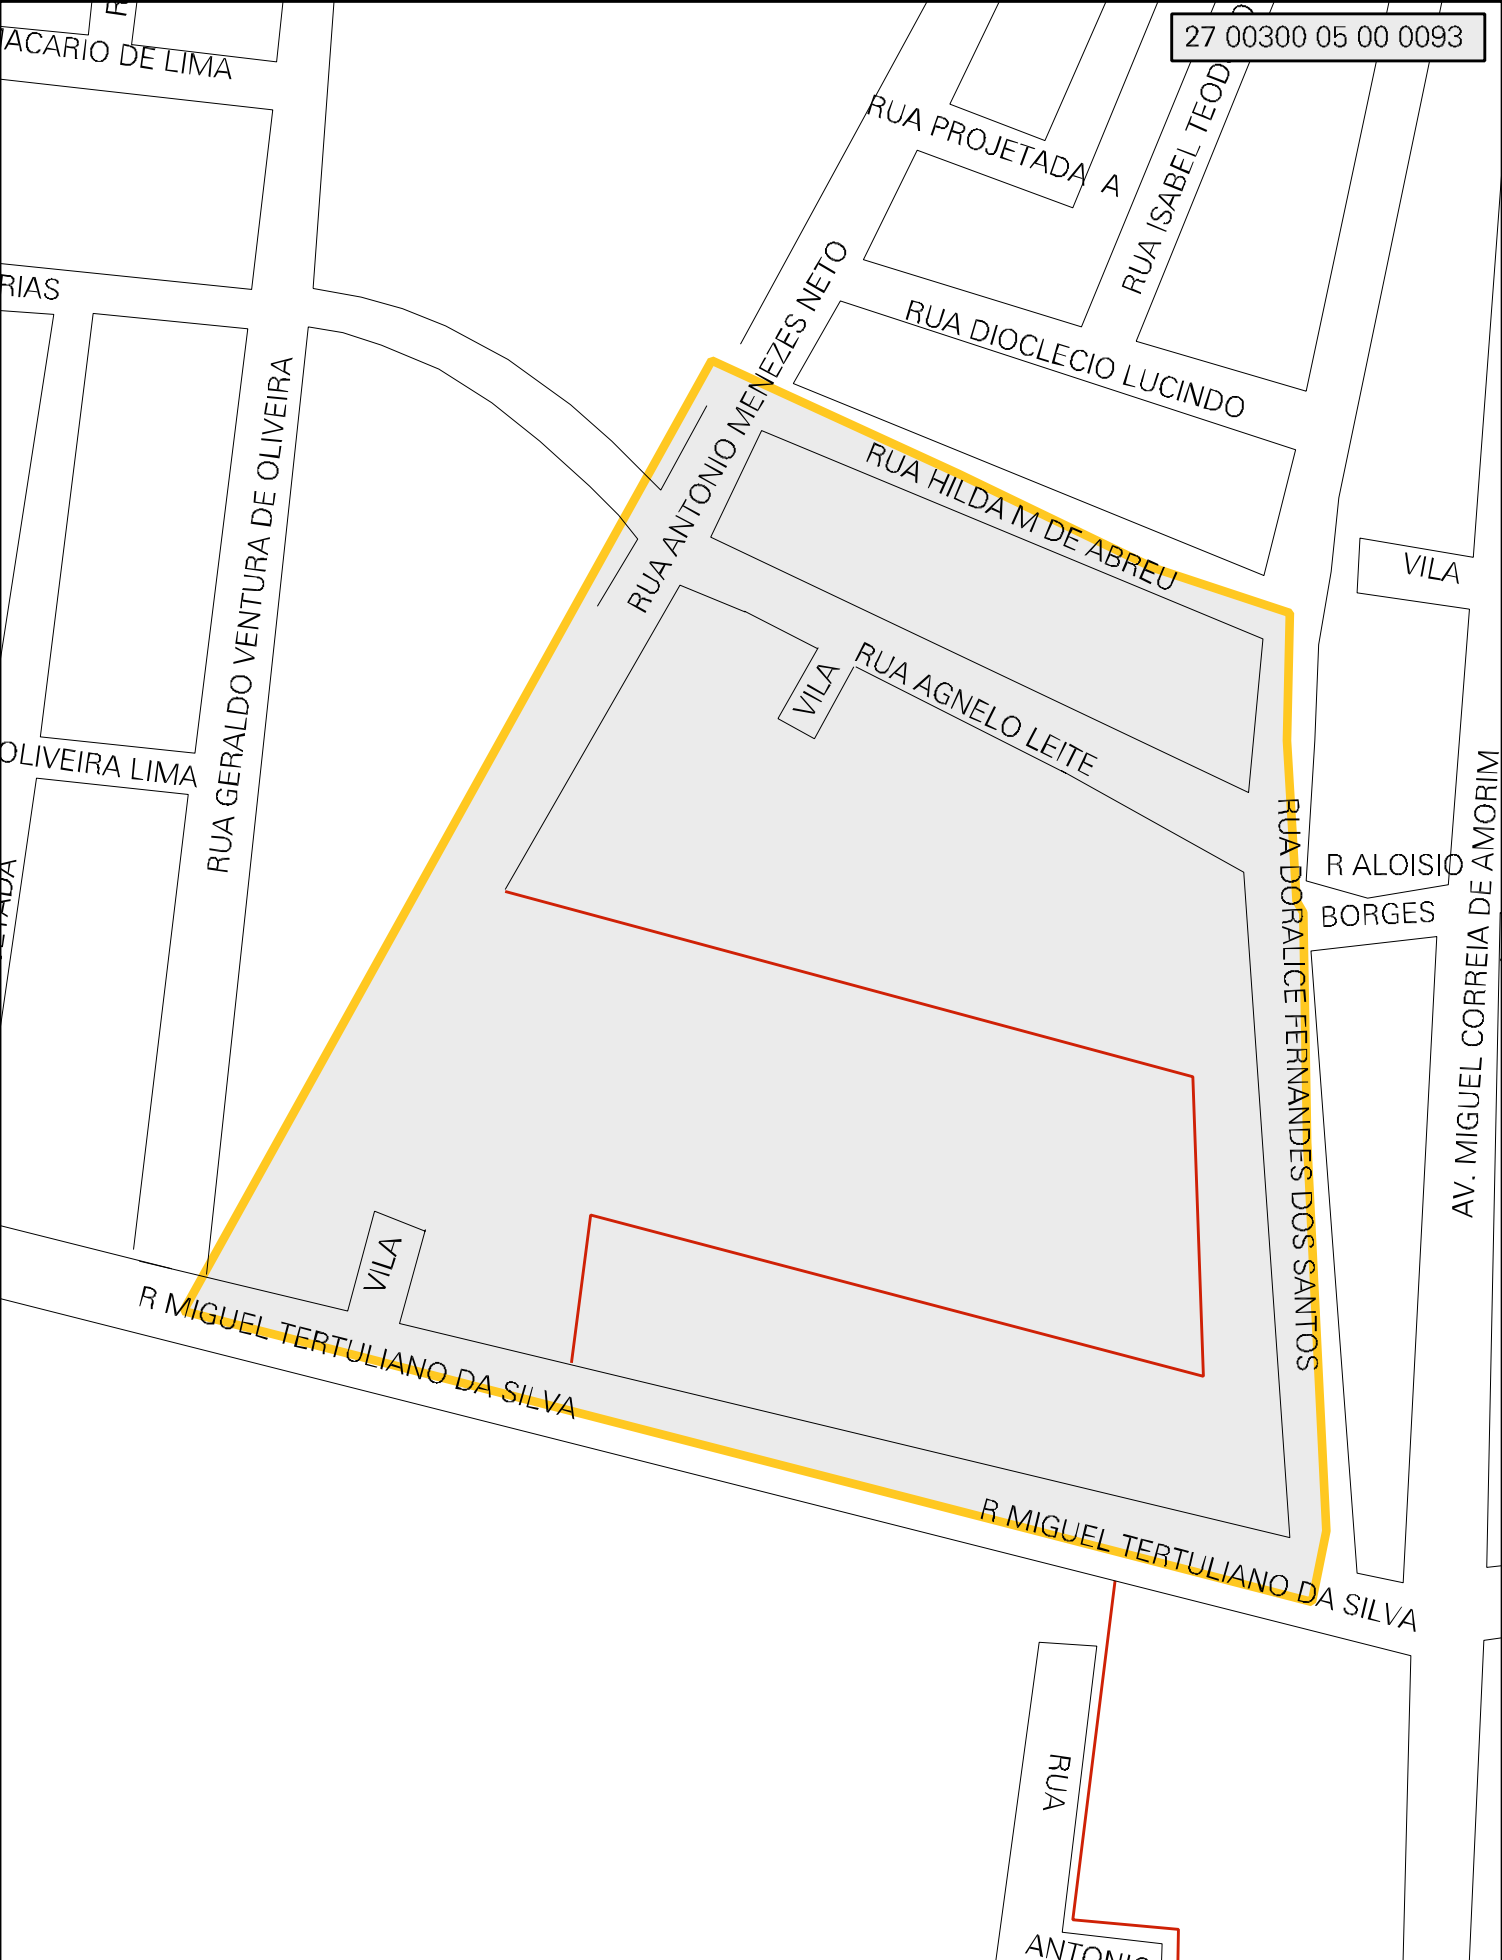 27 00300 05 00 0093
ACARIO DE LIMA
RUA PROJETADA A
RUA ISABEL TEOD
RIAS
RUA ANTONIO MENEZES NETO
RUA DIOCLECIO LUCINDO
RUA GERALDO VENTURA DE OLIVEIRA
RUA HILDA M DE ABREU
VILA
RUA AGNELO LEITE
VILA
OLIVEIRA LIMA
RUA DORALICE FERNANDES DOS SANTOS
R ALOISIO
BORGES
AV. MIGUEL CORREIA DE AMORIM
VILA
R MIGUEL TERTULIANO DA SILVA
R MIGUEL TERTULIANO DA SILVA
RUA
ANTONIO